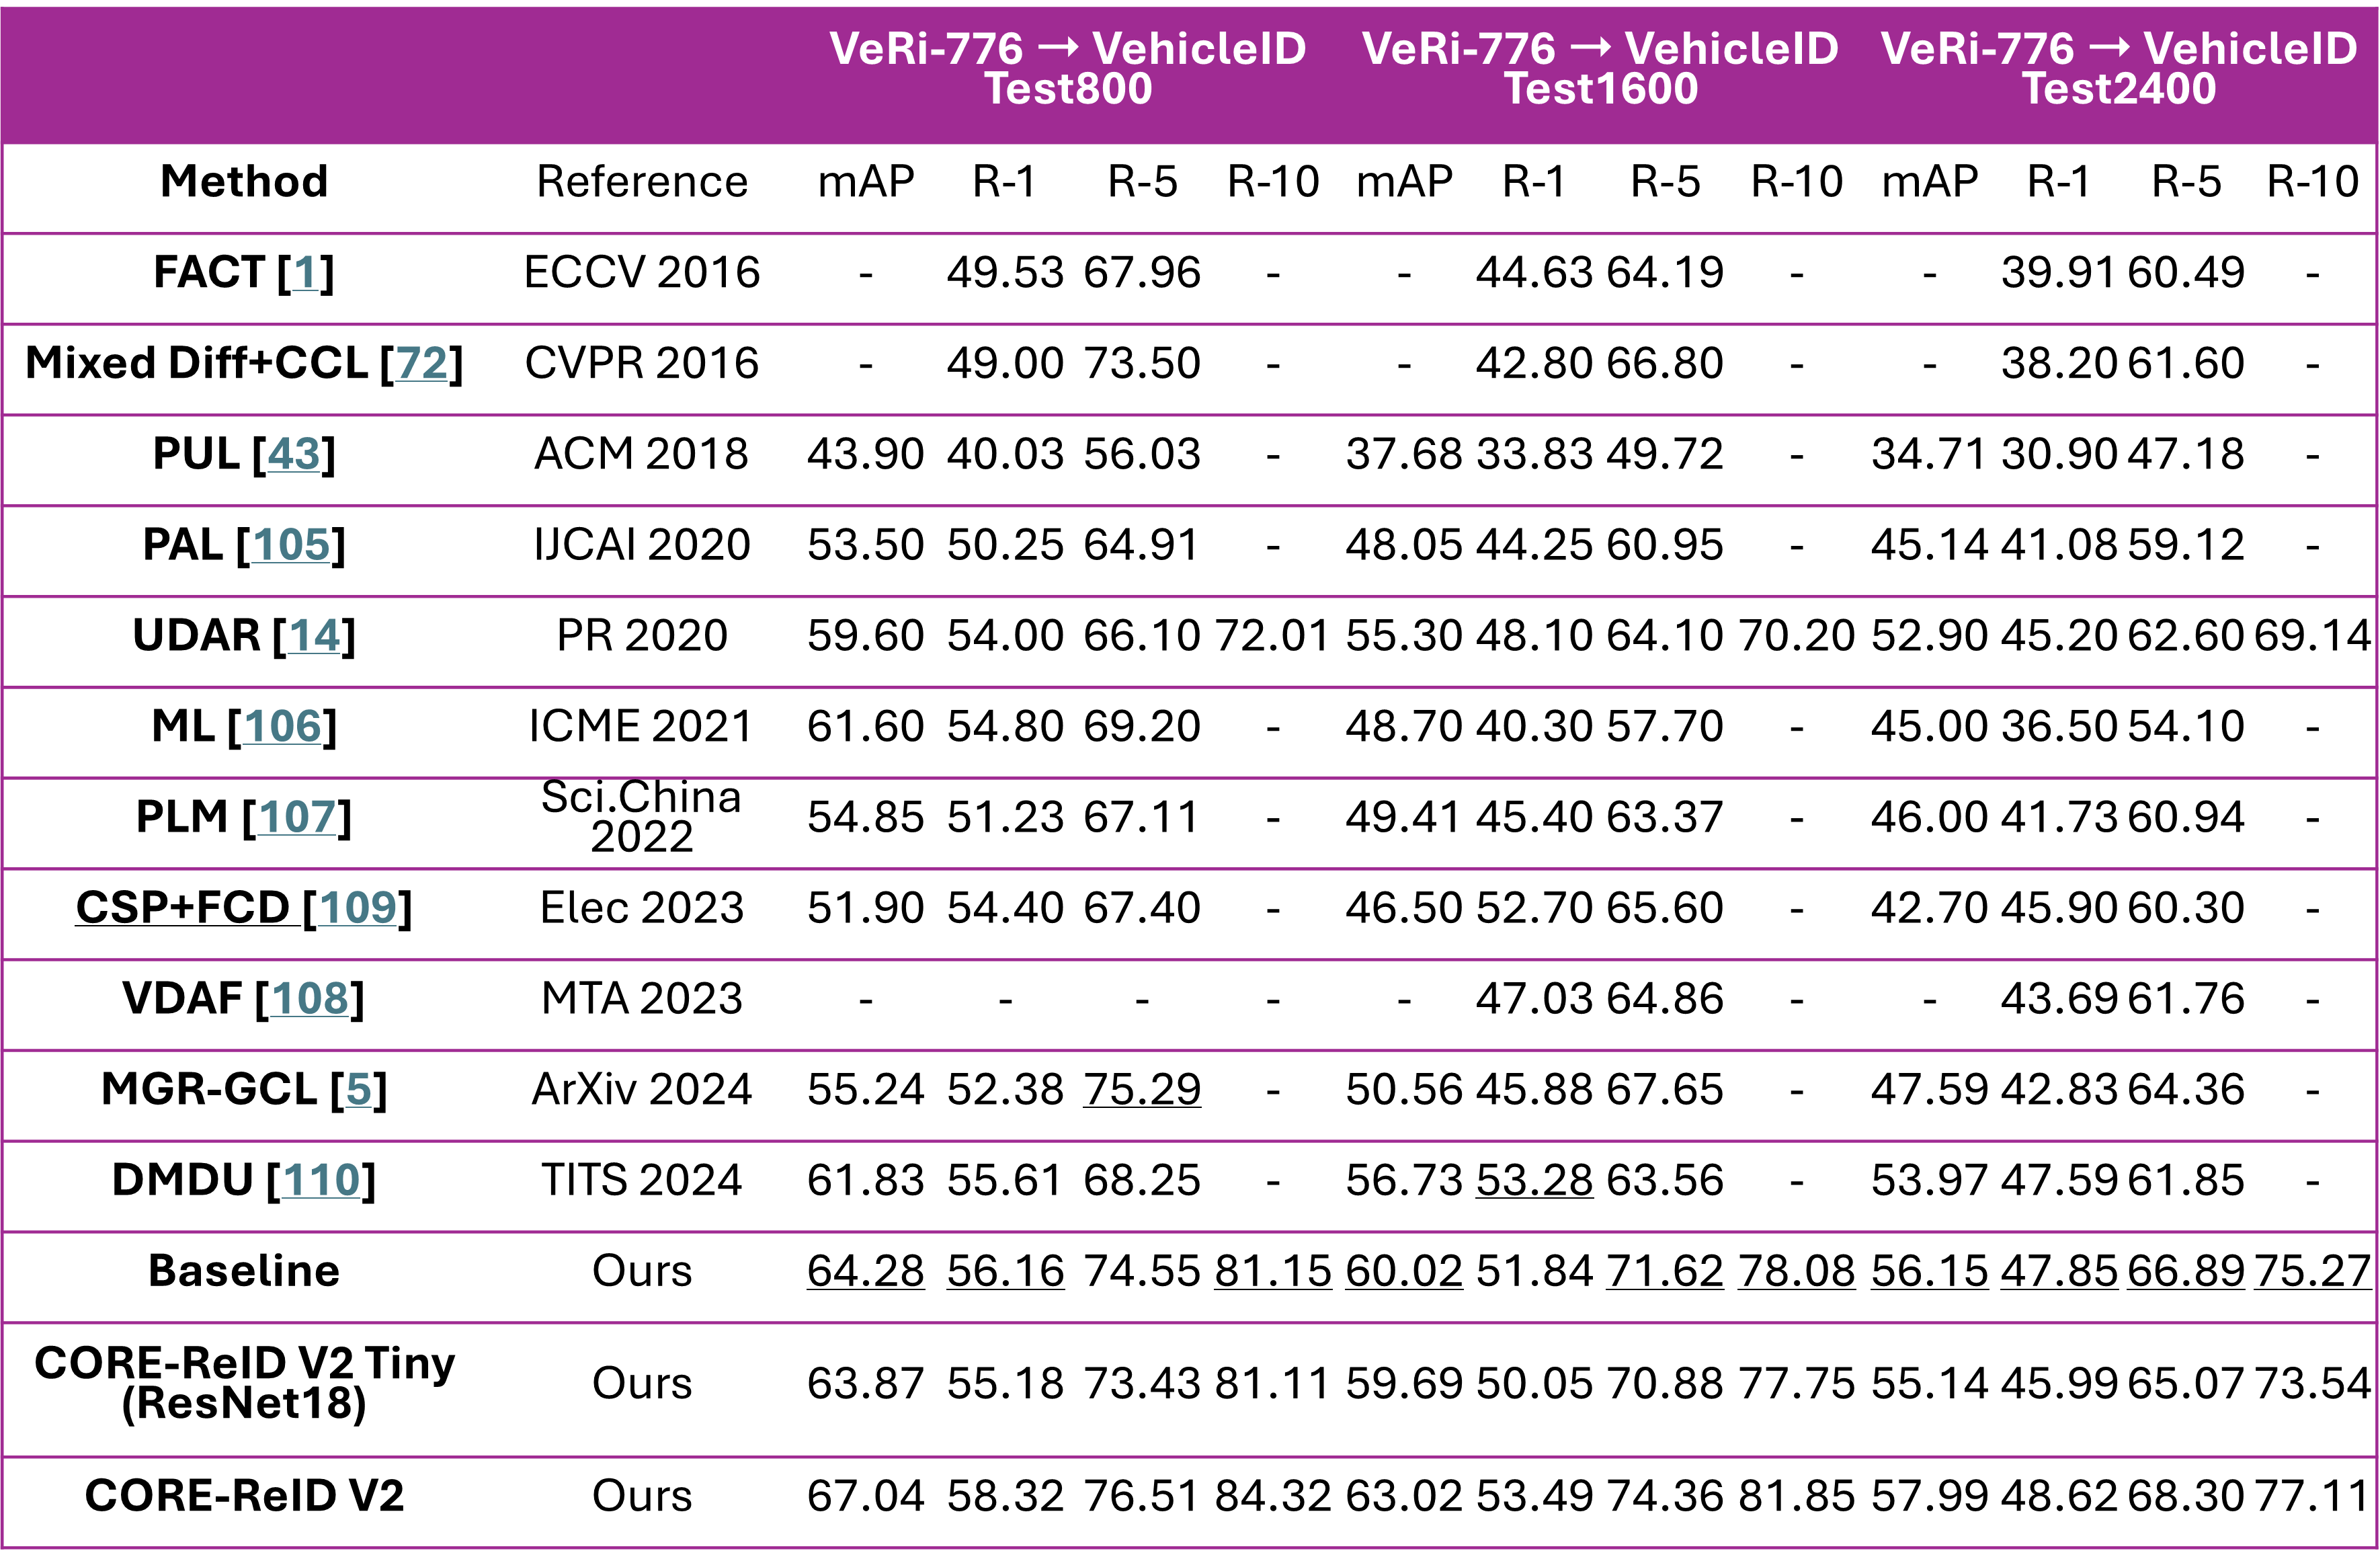 VeRi-776 → VehicleID VeRi-776 → VehicleID VeRi-776 → VehicleID
Test800 Test1600 Test2400
Method Reference mAP R-1 R-5 R-10 mAP R-1 R-5 R-10 mAP R-1 R-5 R-10
FACT [1] ECCV 2016 - 49.53 67.96 - - 44.63 64.19 - - 39.91 60.49 -
Mixed Diff+CCL [72] CVPR 2016 - 49.00 73.50 - - 42.80 66.80 - - 38.20 61.60 -
PUL [43] ACM 2018 43.90 40.03 56.03 - 37.68 33.83 49.72 - 34.71 30.90 47.18 -
PAL [105] IJCAI 2020 53.50 50.25 64.91 - 48.05 44.25 60.95 - 45.14 41.08 59.12 -
UDAR [14] PR 2020 59.60 54.00 66.10 72.01 55.30 48.10 64.10 70.20 52.90 45.20 62.60 69.14
ML [106] ICME 2021 61.60 54.80 69.20 - 48.70 40.30 57.70 - 45.00 36.50 54.10 -
PLM [107] Sci.China 2022 54.85 51.23 67.11 - 49.41 45.40 63.37 - 46.00 41.73 60.94 -
CSP+FCD [109] Elec 2023 51.90 54.40 67.40 - 46.50 52.70 65.60 - 42.70 45.90 60.30 -
VDAF [108] MTA 2023 - - - - - 47.03 64.86 - - 43.69 61.76 -
MGR-GCL [5] ArXiv 2024 55.24 52.38 75.29 - 50.56 45.88 67.65 - 47.59 42.83 64.36 -
DMDU [110] TITS 2024 61.83 55.61 68.25 - 56.73 53.28 63.56 - 53.97 47.59 61.85 -
Baseline Ours 64.28 56.16 74.55 81.15 60.02 51.84 71.62 78.08 56.15 47.85 66.89 75.27
CORE-ReID V2 Tiny
(ResNet18) Ours 63.87 55.18 73.43 81.11 59.69 50.05 70.88 77.75 55.14 45.99 65.07 73.54
CORE-ReID V2 Ours 67.04 58.32 76.51 84.32 63.02 53.49 74.36 81.85 57.99 48.62 68.30 77.11